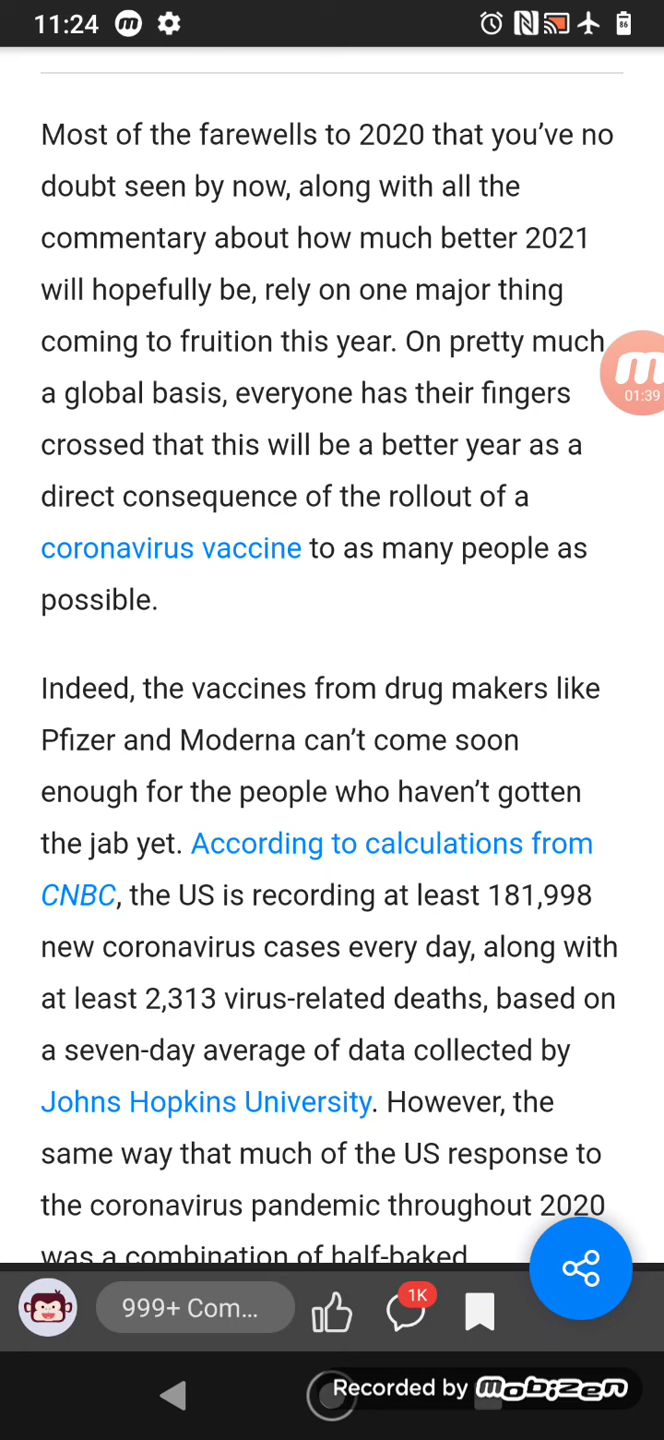 11:24
86
Most of the farewells to 2020 that you’ve no
doubt seen by now, along with all the
commentary about how much better 2021
will hopefully be, rely on one major thing
coming to fruition this year. On pretty much
a global basis, everyone has their fingers
01:39
crossed that this will be a better year as a
direct consequence of the rollout of a
coronavirus vaccine to as many people as
possible.
Indeed, the vaccines from drug makers like
Pfizer and Moderna can’t come soon
enough for the people who haven’t gotten
the jab yet. According to calculations from
CNBC, the US is recording at least 181,998
new coronavirus cases every day, along with
at least 2,313 virus-related deaths, based on
a seven-day average of data collected by
Johns Hopkins University. However, the
same way that much of the US response to
the coronavirus pandemic throughout 2020
was a combination of half-baked
999+ Com...
1K
Recorded by mobizen